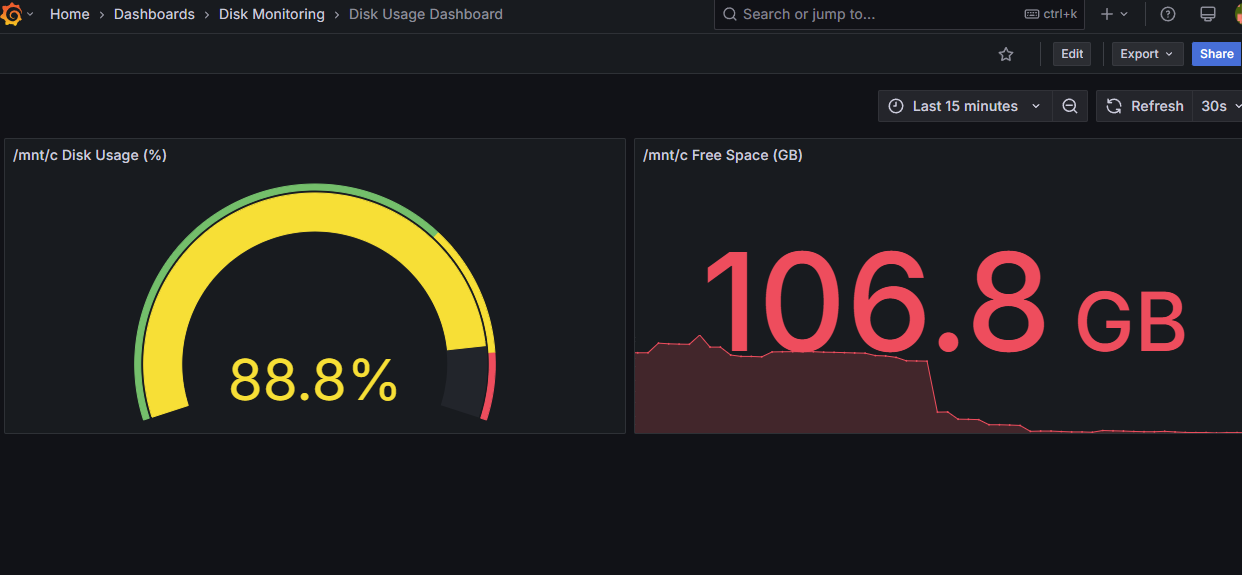 Home › Dashboards › Disk Monitoring › Disk Usage Dashboard
Search or jump to...
ctrl+k
Edit
Export
Share
Last 15 minutes
Refresh
30s
/mnt/c Disk Usage (%)
88.8%
/mnt/c Free Space (GB)
106.8 GB